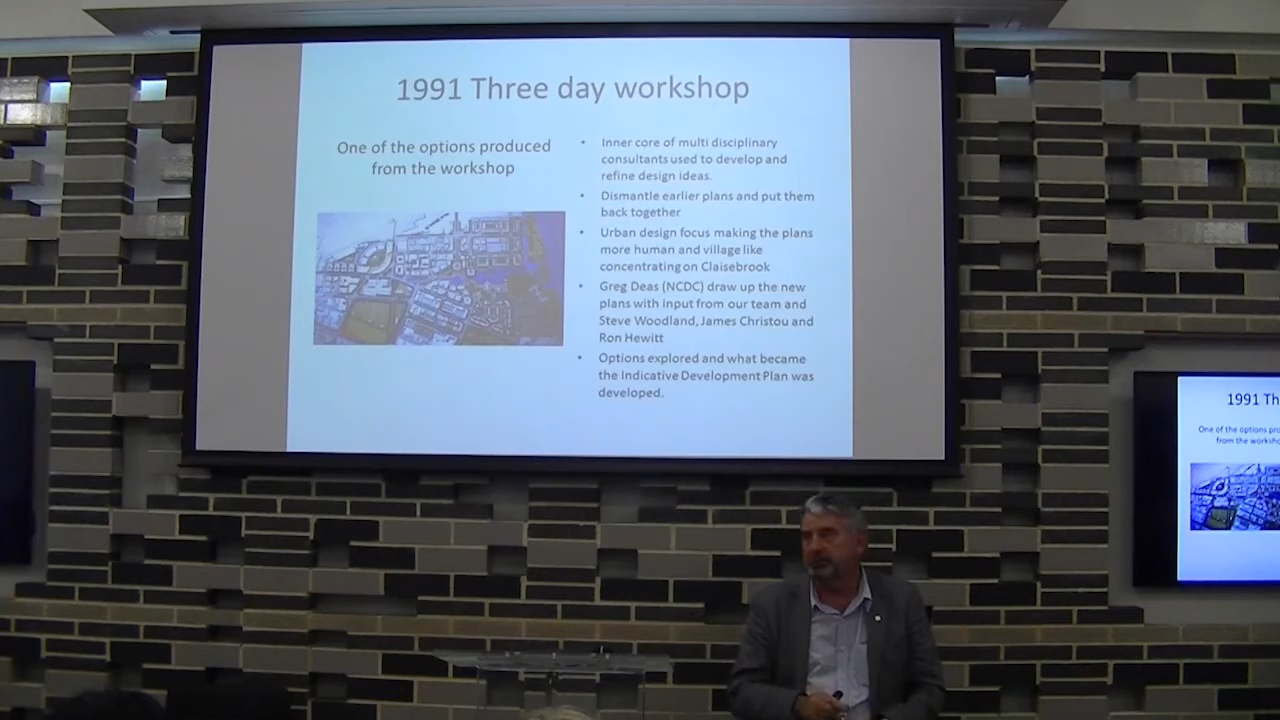 1991 Three day workshop
One of the options produced
from the workshop
• Inner core of multi disciplinary
consultants used to develop and
refine design ideas.
• Dismantle earlier plans and put them
back together
• Urban design focus making the plans
more human and village like
concentrating on Claisebrook
• Greg Deas (NCDC) draw up the new
plans with input from our team and
Steve Woodland, James Christou and
Ron Hewitt
• Options explored and what became
the Indicative Development Plan was
developed.
1991 Th
One of the options pro
from the worksho